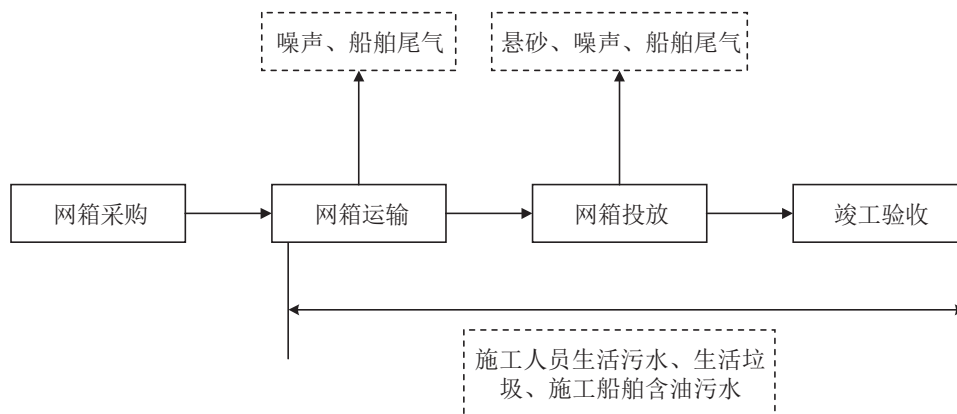 噪声、船舶尾气
悬砂、噪声、船舶尾气
网箱采购
网箱运输
网箱投放
竣工验收
施工人员生活污水、生活垃
圾、施工船舶含油污水